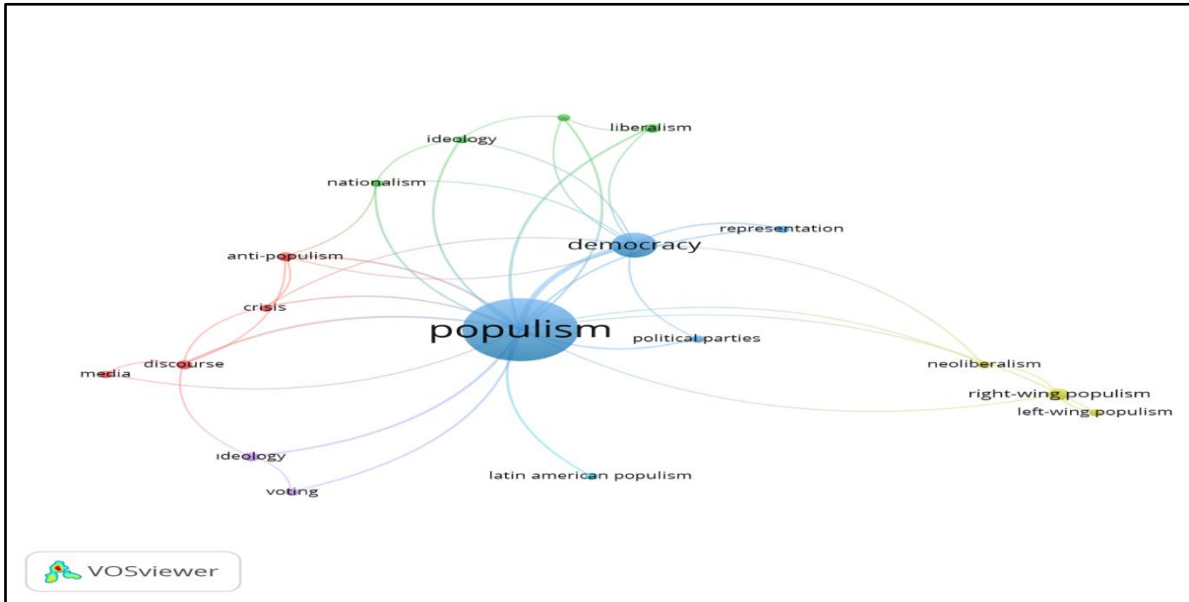 liberalism
ideology
nationalism
representation
democracy
anti-populism
crisis
populism
political parties
discourse
media
neoliberalism
right-wing populism
left-wing populism
ideology
latin american populism
voting
VOSviewer